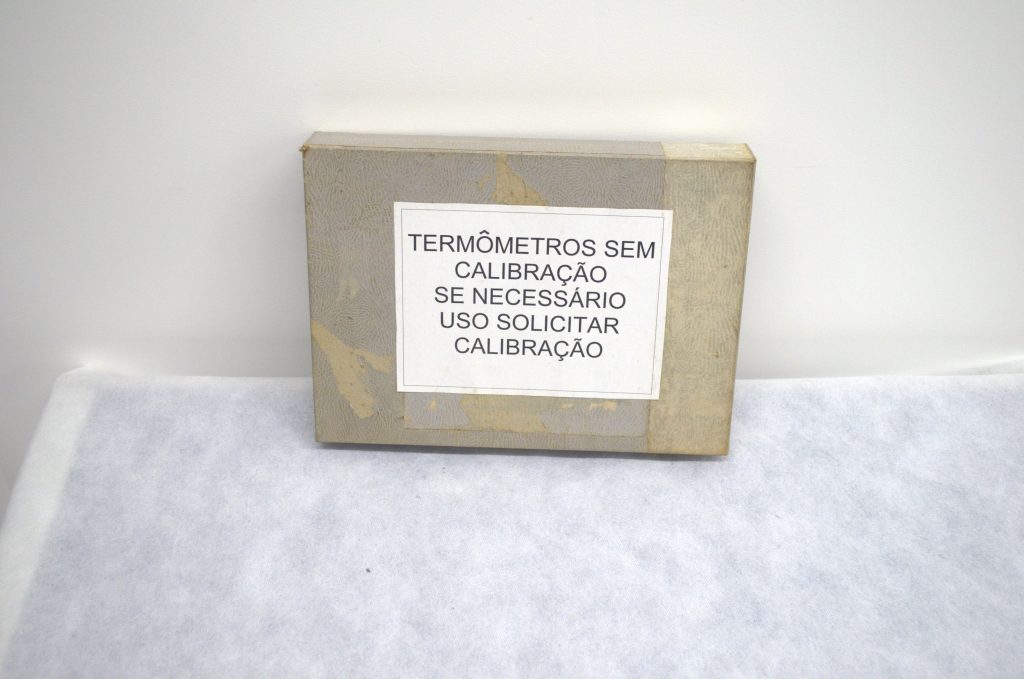 TERMÔMETROS SEM
CALIBRAÇÃO
SE NECESSÁRIO
USO SOLICITAR
CALIBRAÇÃO